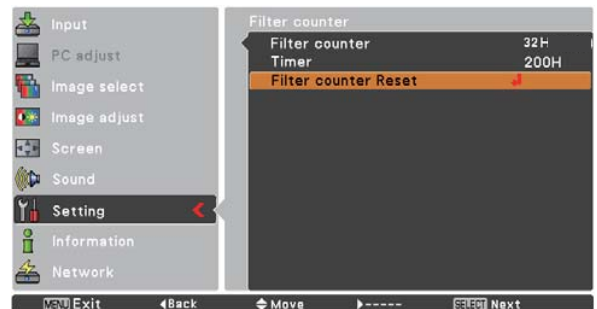 Input
PC adjust
Image select
Image adjust
Screen
Sound
Setting
Information
Network
Filter counter
Filter counter 32H
Timer 200H
Filter counter Reset
MENU Exit ◀Back Move ▶----- SELECT Next